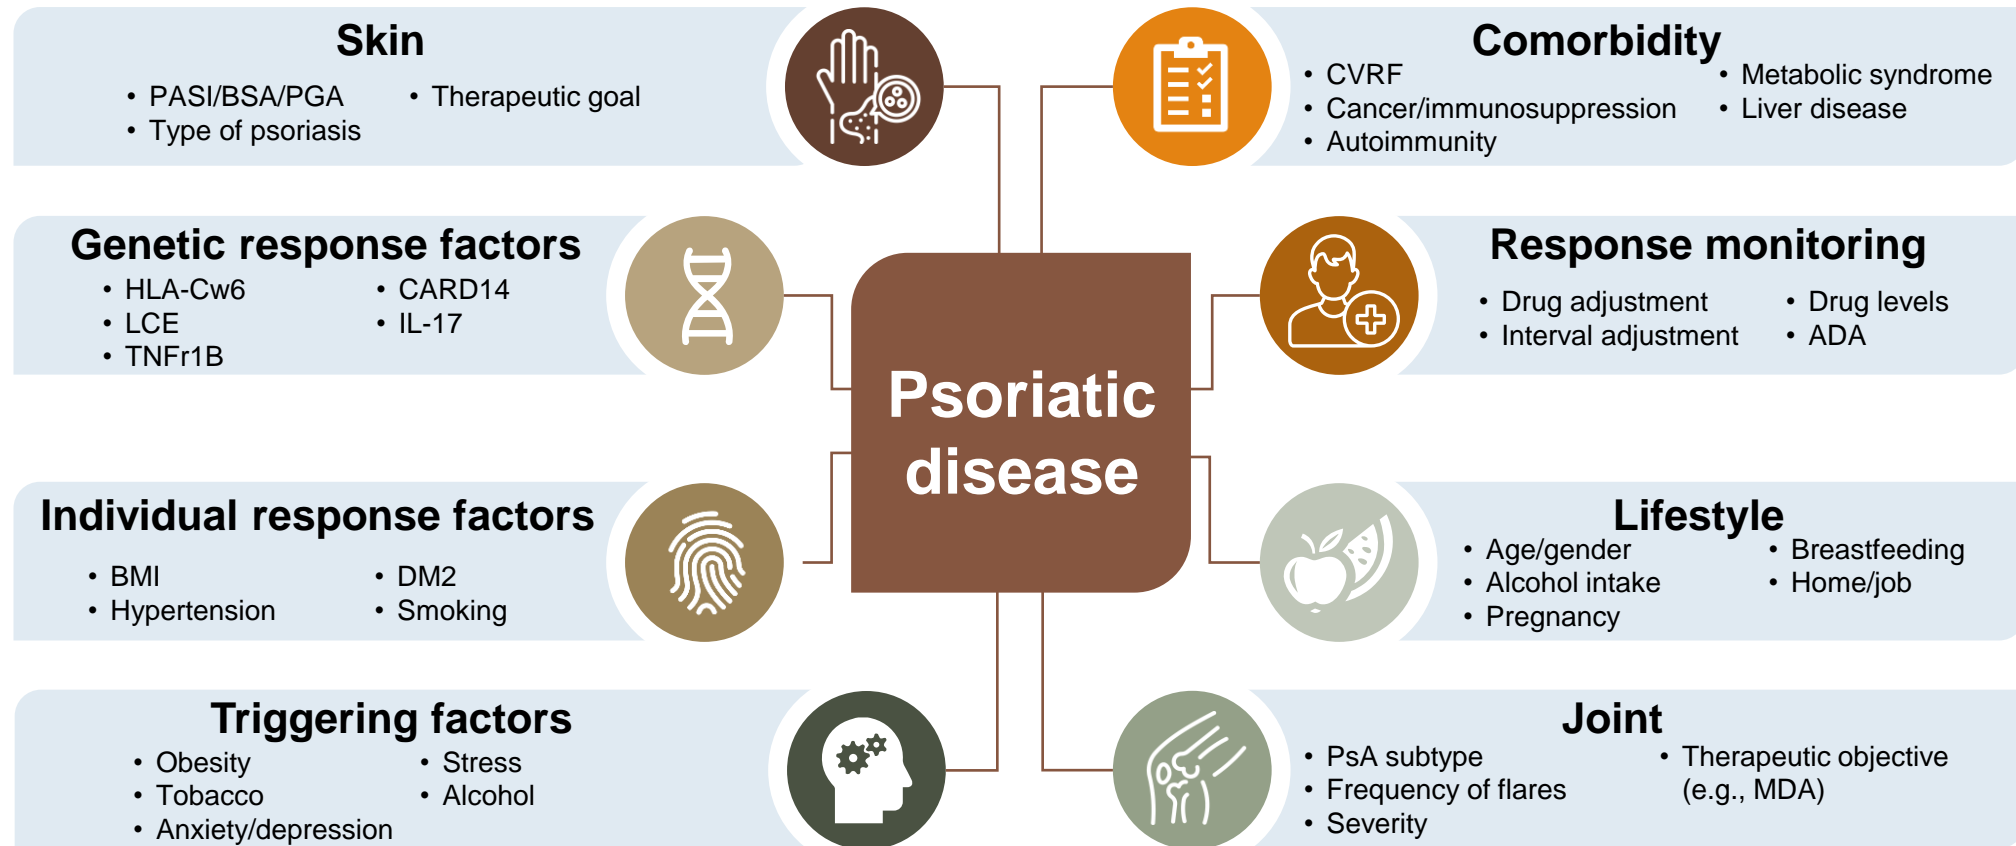 Skin
• PASI/BSA/PGA
• Type of psoriasis
• Therapeutic goal
Genetic response factors
• HLA-Cw6
• LCE
• TNFr1B
• CARD14
• IL-17
Individual response factors
• BMI
• Hypertension
• DM2
• Smoking
Triggering factors
• Obesity
• Tobacco
• Anxiety/depression
• Stress
• Alcohol
Psoriatic
disease
Comorbidity
• CVRF
• Cancer/immunosuppression
• Autoimmunity
• Metabolic syndrome
• Liver disease
Response monitoring
• Drug adjustment
• Interval adjustment
• Drug levels
• ADA
Lifestyle
• Age/gender
• Alcohol intake
• Pregnancy
• Breastfeeding
• Home/job
Joint
• PsA subtype
• Frequency of flares
• Severity
• Therapeutic objective
(e.g., MDA)